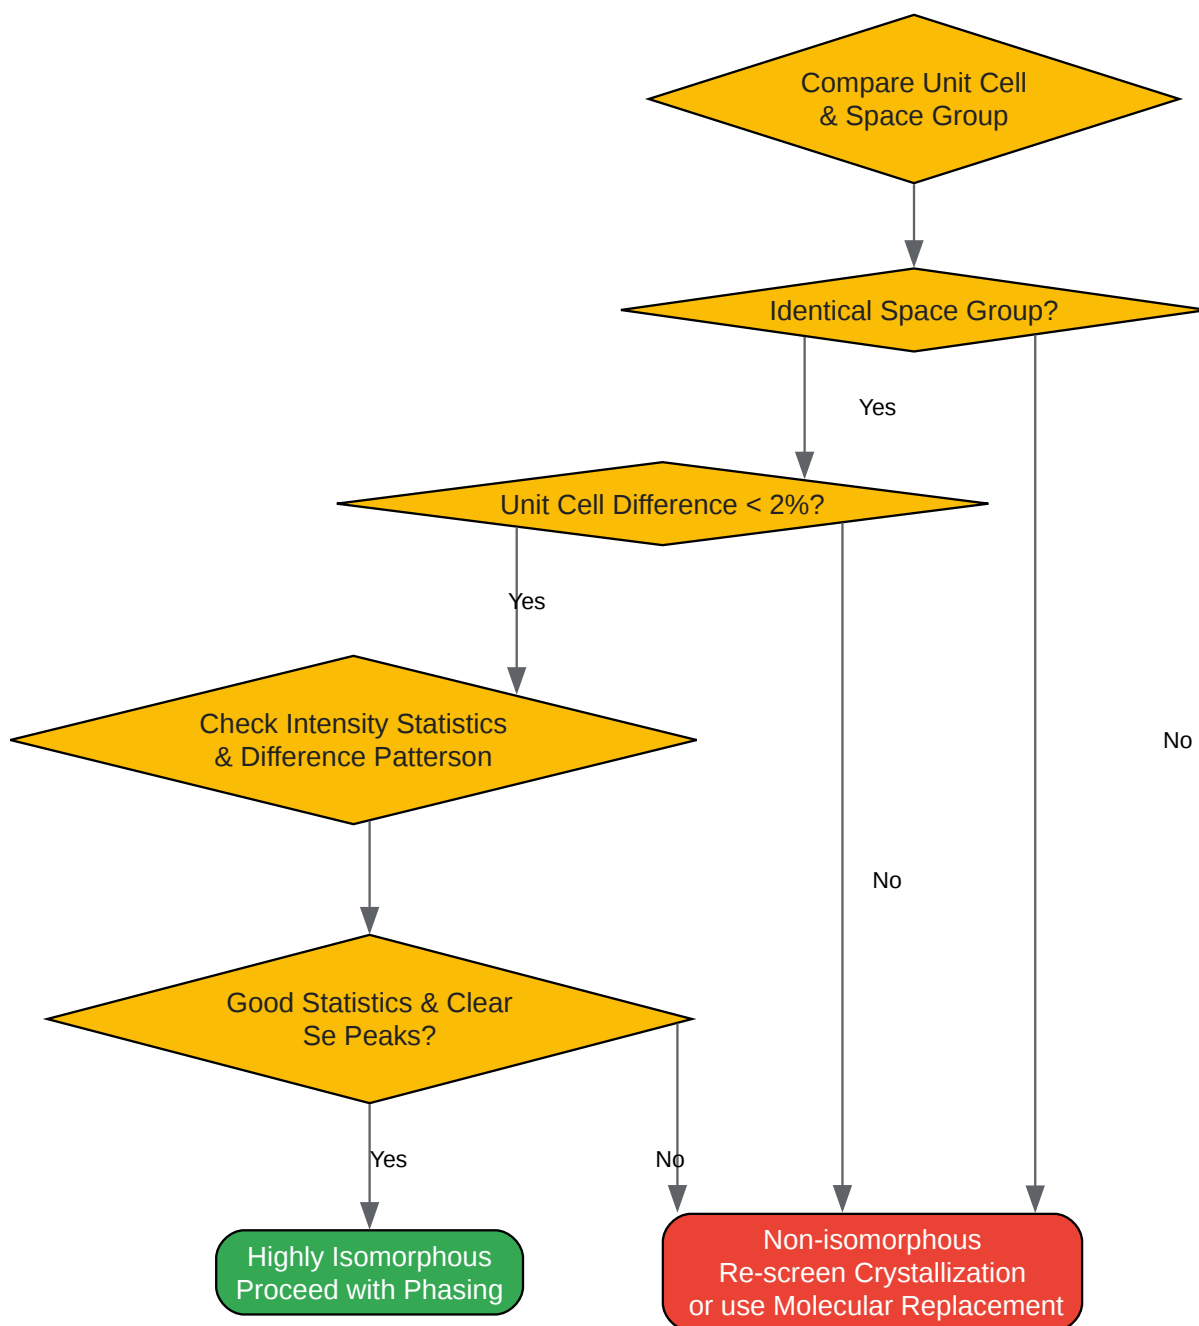 Compare Unit Cell
& Space Group
Identical Space Group?
Yes
Unit Cell Difference < 2%?
Yes
Check Intensity Statistics
& Difference Patterson
No
No
Good Statistics & Clear
Se Peaks?
Yes
No
Highly Isomorphous
Proceed with Phasing
Non-isomorphous
Re-screen Crystallization
or use Molecular Replacement